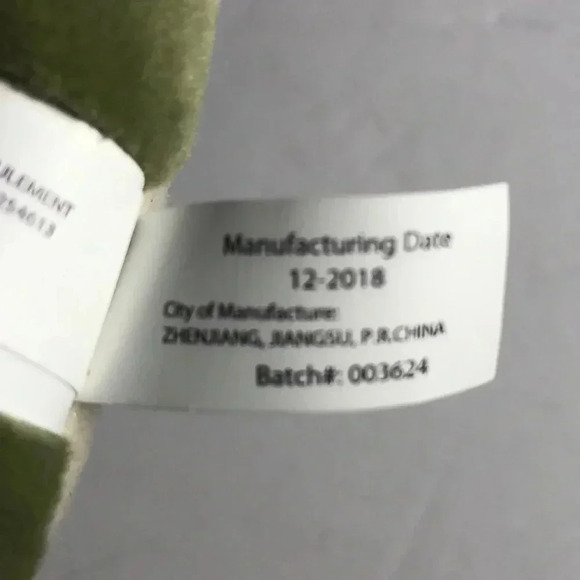 Manufacturing Date
12-2018
City of Manufacture:
ZHENJIANG, JIANGSU, P.R.CHINA
Batch#: 003624